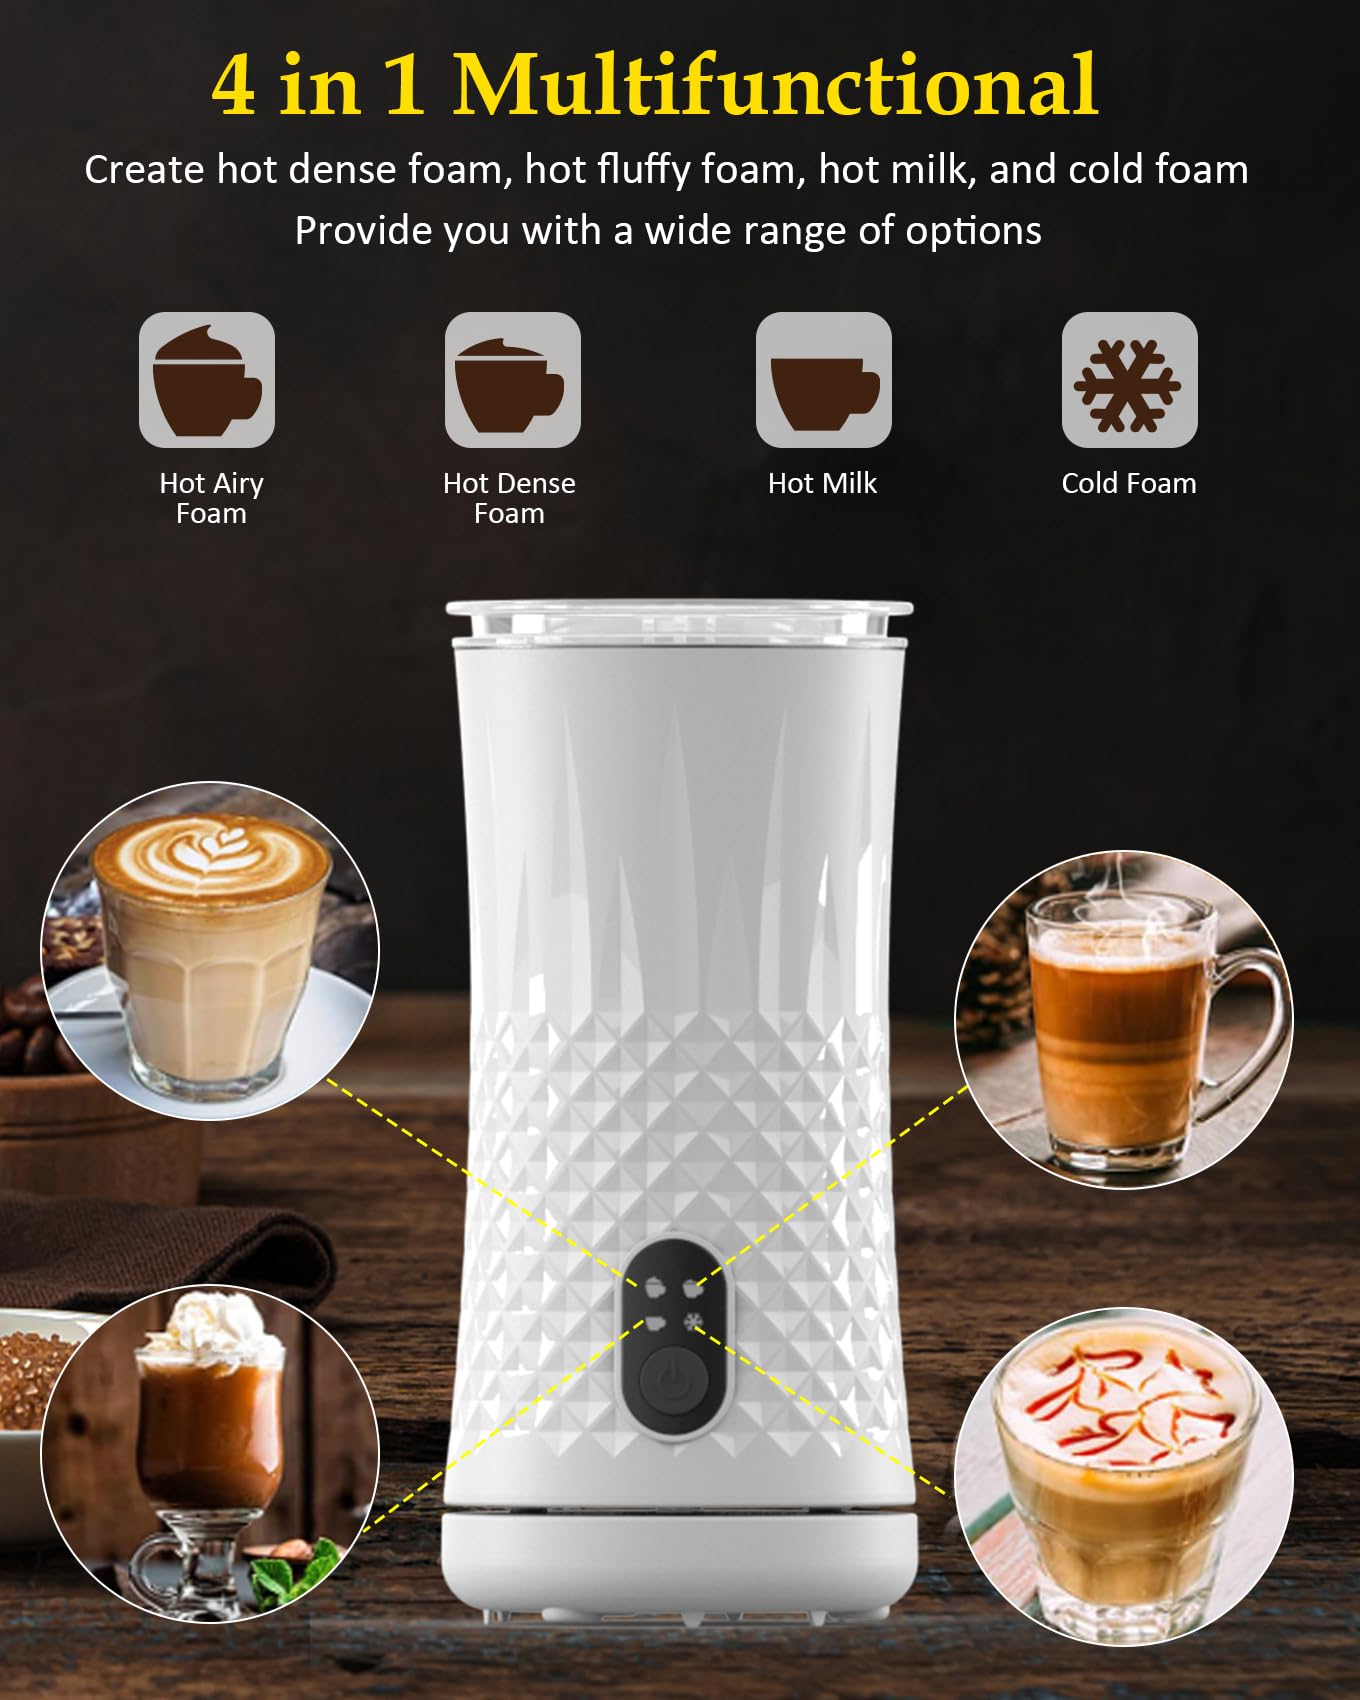 4 in 1 Multifunctional
Create hot dense foam, hot fluffy foam, hot milk, and cold foam
Provide you with a wide range of options
Hot Airy
Foam
Hot Dense
Foam
Hot Milk
Cold Foam